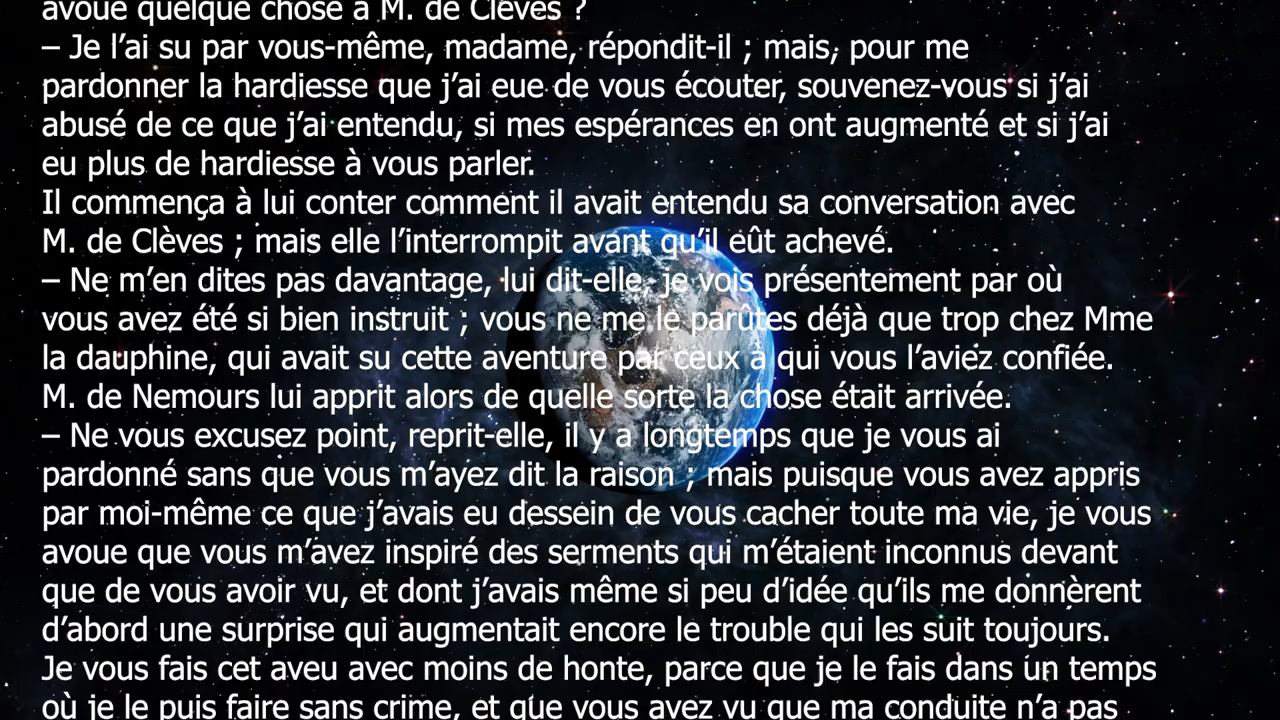 avoué quelque chose à M. de Clèves ?
– Je l’ai su par vous-même, madame, répondit-il ; mais, pour me
pardonner la hardiesse que j’ai eue de vous écouter, souvenez-vous si j’ai
abusé de ce que j’ai entendu, si mes espérances en ont augmenté et si j’ai
eu plus de hardiesse à vous parler.
Il commença à lui conter comment il avait entendu sa conversation avec
M. de Clèves ; mais elle l’interrompit avant qu’il eût achevé.
– Ne m’en dites pas davantage, lui dit-elle, je vois présentement par où
vous avez été si bien instruit ; vous ne me le parûtes déjà que trop chez Mme
la dauphine, qui avait su cette aventure par ceux à qui vous l’aviez confiée.
M. de Nemours lui apprit alors de quelle sorte la chose était arrivée.
– Ne vous excusez point, reprit-elle, il y a longtemps que je vous ai
pardonné sans que vous m’ayez dit la raison ; mais puisque vous avez appris
par moi-même ce que j’avais eu dessein de vous cacher toute ma vie, je vous
avoue que vous m’avez inspiré des serments qui m’étaient inconnus devant
que de vous avoir vu, et dont j’avais même si peu d’idée qu’ils me donnèrent
d’abord une surprise qui augmentait encore le trouble qui les suit toujours.
Je vous fais cet aveu avec moins de honte, parce que je le fais dans un temps
où je le puis faire sans crime, et que vous avez vu que ma conduite n’a pas